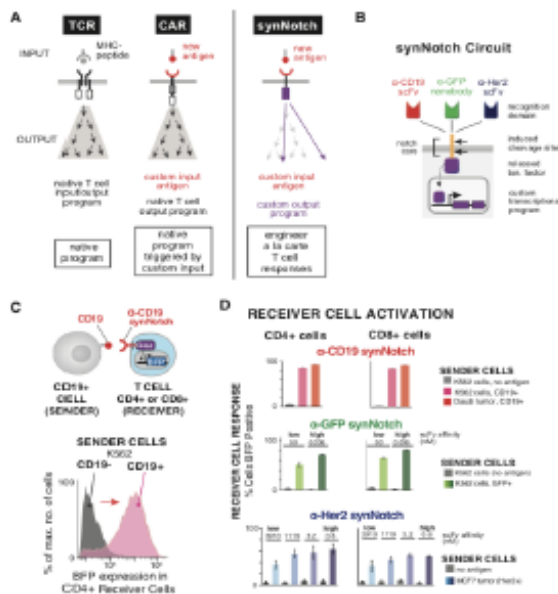 A
TCR
CAR
synNotch
INPUT
MHC-
peptide
new
antigen
new
antigen
OUTPUT
native T cell
input/output
program
custom input
antigen
native T cell
output program
custom input
antigen
custom output
program
native
program
native
program
triggered by
custom input
engineer
a la carte
T cell
responses
B
synNotch Circuit
α-CD19
scFv
α-GFP
nanobody
α-Her2
scFv
recognition
domain
notch
core
induced
cleavage sites
released
factor
custom
transcriptional
program
C
CD19
α-CD19
synNotch
CD19+
CELL
(SENDER)
T CELL
CD4+ or CD8+
(RECEIVER)
SENDER CELLS
K562
CD19-
CD19+
100
% of max. no. of cells
BFP expression in
CD4+ Receiver Cells
D
RECEIVER CELL ACTIVATION
CD4+ cells
CD8+ cells
α-CD19 synNotch
SENDER CELLS
K562 cells, no antigen
K562 cells, CD19+
Daudi tumor, CD19+
RECEIVER CELL RESPONSE
% Cells BFP Positive
α-GFP synNotch
low
high
low
high
affinity
SENDER CELLS
K562 cells (no antigen)
K562 cells, GFP+
α-Her2 synNotch
low
high
low
high
scFv affinity
(nM)
SENDER CELLS
no antigen